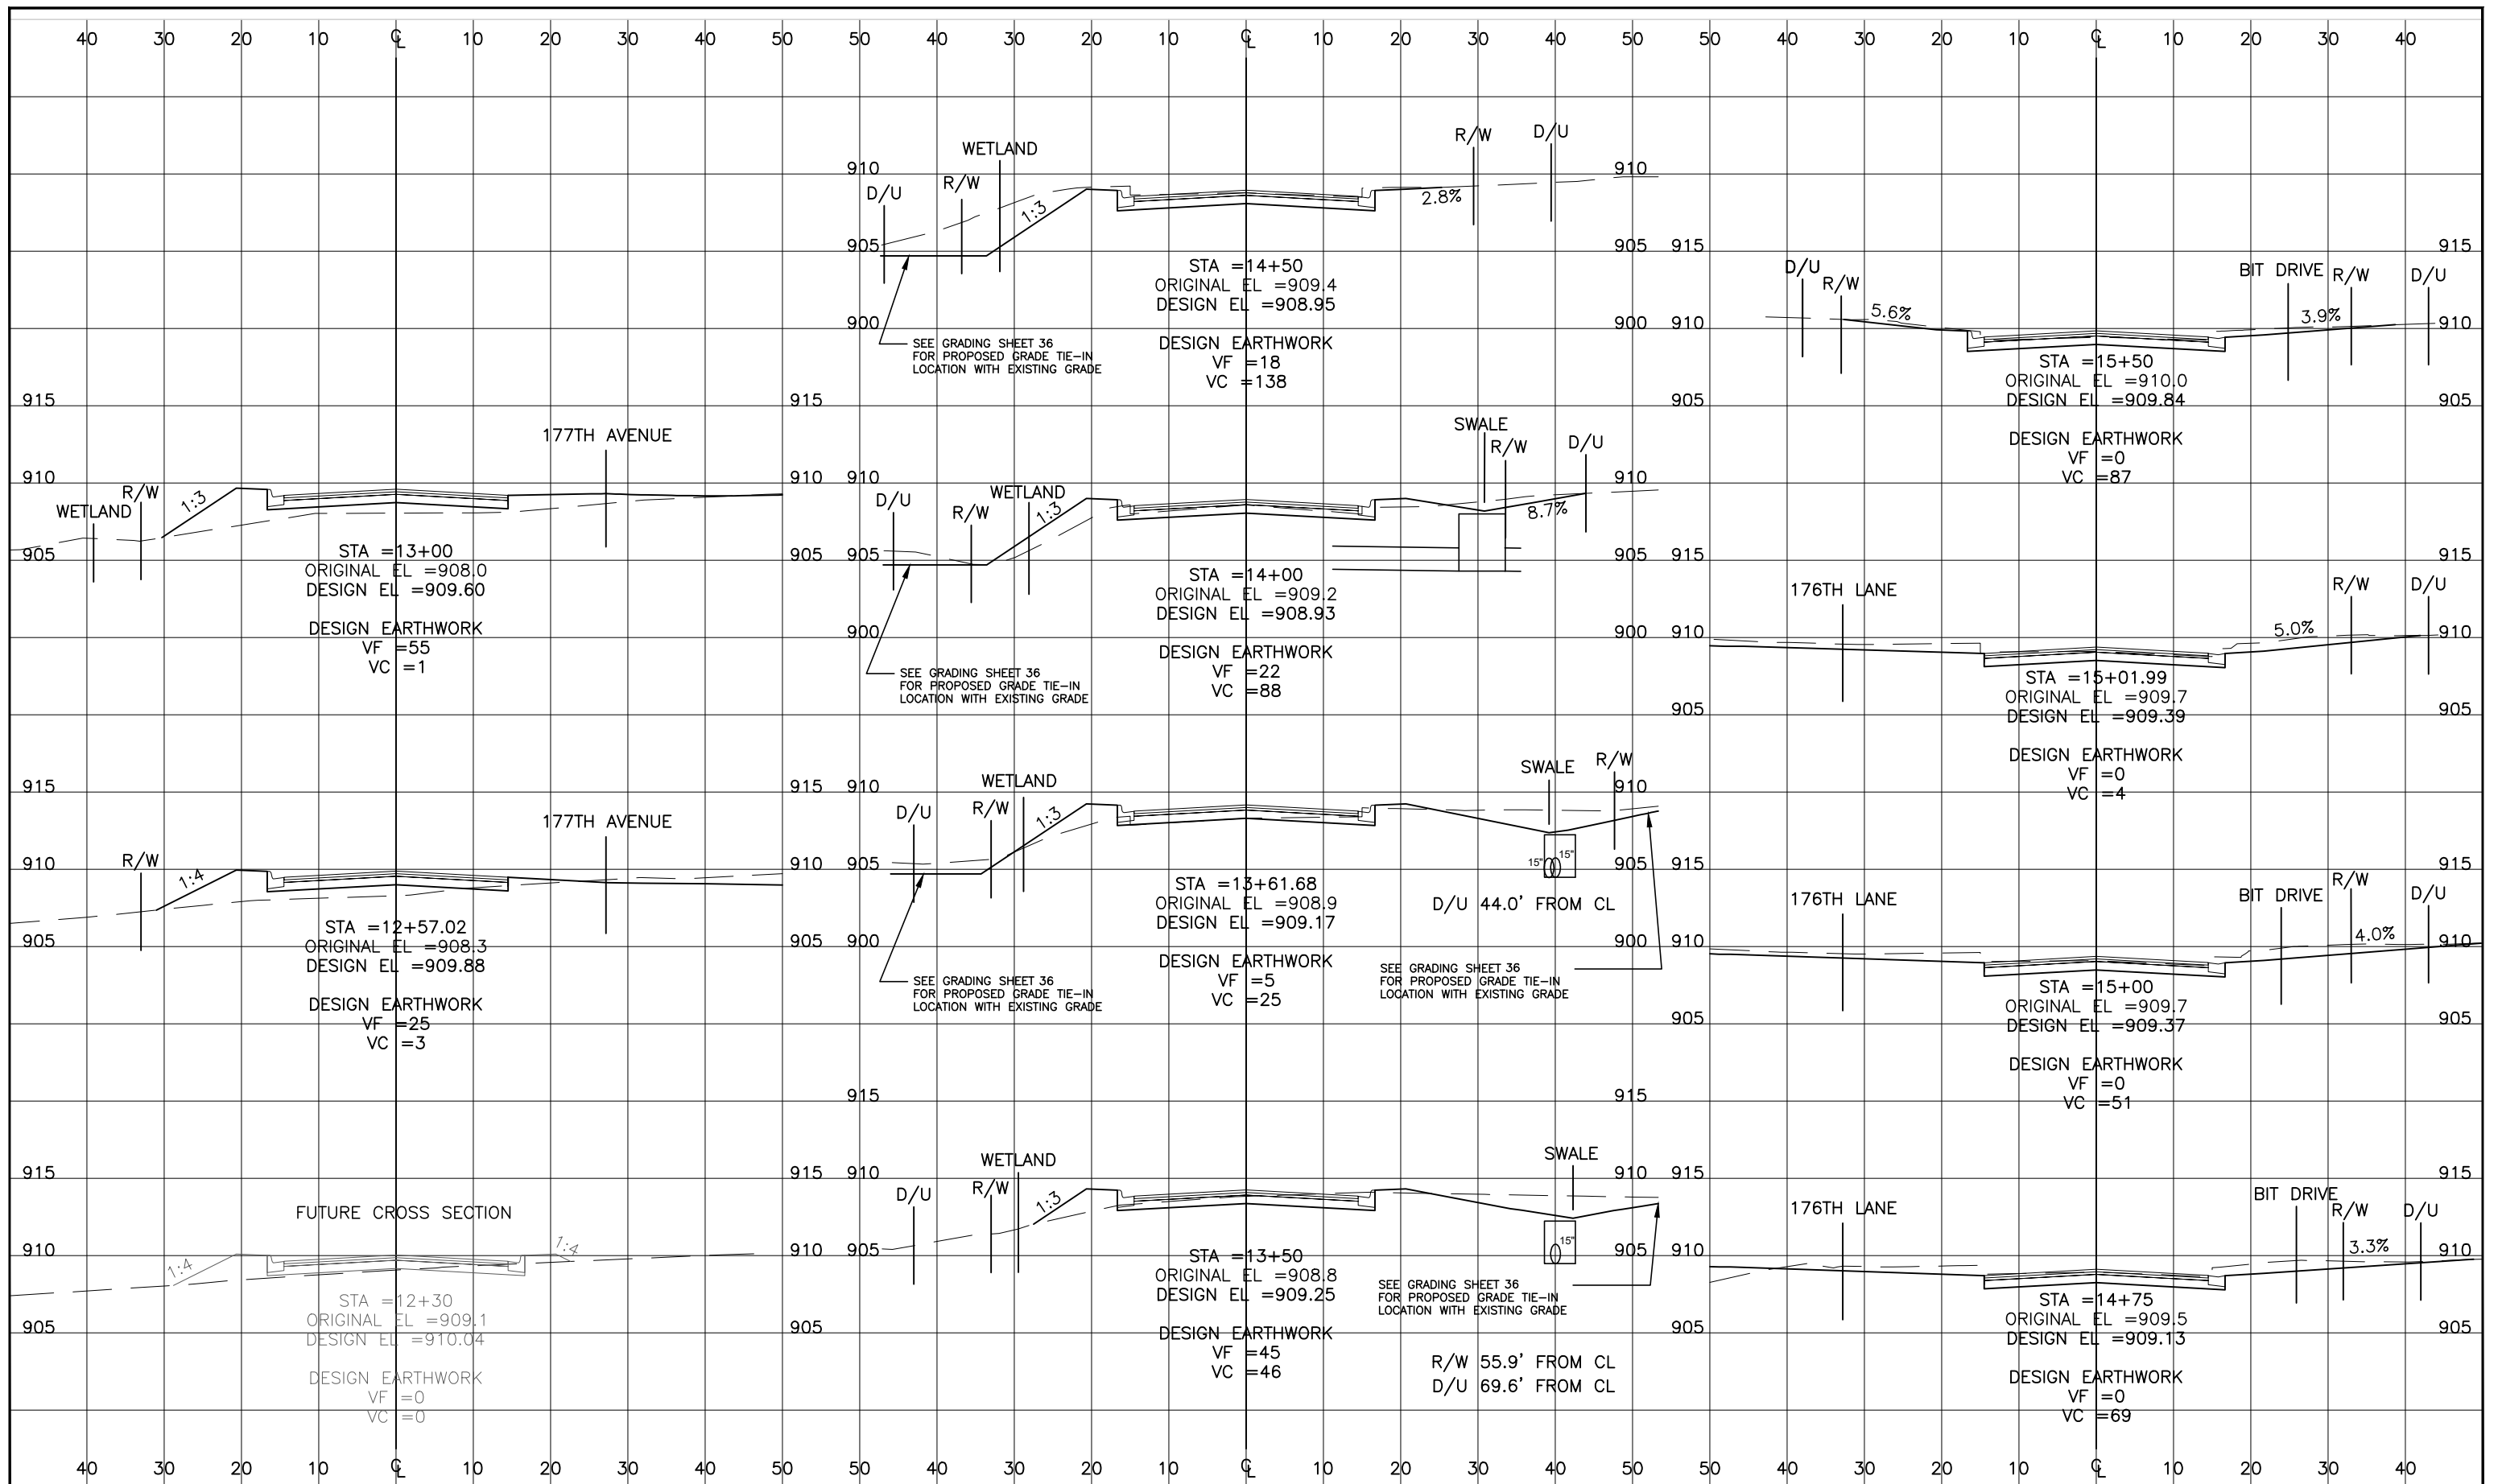 40 30 20 10 ℄ 10 20 30 40 50 50 40 30 20 10 ℄ 10 20 30 40 50 50 40 30 20 10 ℄ 10 20 30 40
915 915
177TH AVENUE
910 910
R/W
WETLAND
1:3
905 905
STA =13+00
ORIGINAL EL =908.0
DESIGN EL =909.60
DESIGN EARTHWORK
VF =55
VC =1
915 915
177TH AVENUE
910 910
R/W
1:4
905 905
STA =12+57.02
ORIGINAL EL =908.3
DESIGN EL =909.88
DESIGN EARTHWORK
VF =25
VC =3
915 915
FUTURE CROSS SECTION
910 910
1:4 1:4
905 905
STA =12+30
ORIGINAL EL =909.1
DESIGN EL =910.04
DESIGN EARTHWORK
VF =0
VC =0
R/W D/U
WETLAND
910 910
D/U R/W
1:3 2.8%
905 905
STA =14+50
ORIGINAL EL =909.4
DESIGN EL =908.95
900 900
DESIGN EARTHWORK
VF =18
VC =138
SEE GRADING SHEET 36
FOR PROPOSED GRADE TIE-IN
LOCATION WITH EXISTING GRADE
SWALE
R/W D/U
910 910
D/U R/W WETLAND
1:3 8.7%
905 905
STA =14+00
ORIGINAL EL =909.2
DESIGN EL =908.93
900 900
DESIGN EARTHWORK
VF =22
VC =88
SEE GRADING SHEET 36
FOR PROPOSED GRADE TIE-IN
LOCATION WITH EXISTING GRADE
SWALE R/W
WETLAND
910 910
D/U R/W
1:3
905 15" 15" 905
STA =13+61.68
ORIGINAL EL =908.9
DESIGN EL =909.17
D/U 44.0' FROM CL
900 900
DESIGN EARTHWORK
VF =5
VC =25
SEE GRADING SHEET 36
FOR PROPOSED GRADE TIE-IN
LOCATION WITH EXISTING GRADE
SEE GRADING SHEET 36
FOR PROPOSED GRADE TIE-IN
LOCATION WITH EXISTING GRADE
915 915
WETLAND SWALE
910 910
D/U R/W
1:3
905 15" 905
STA =13+50
ORIGINAL EL =908.8
DESIGN EL =909.25
DESIGN EARTHWORK
VF =45
VC =46
SEE GRADING SHEET 36
FOR PROPOSED GRADE TIE-IN
LOCATION WITH EXISTING GRADE
R/W 55.9' FROM CL
D/U 69.6' FROM CL
915 915
D/U R/W BIT DRIVE R/W D/U
910 5.6% 3.9% 910
STA =15+50
ORIGINAL EL =910.0
DESIGN EL =909.84
905 905
DESIGN EARTHWORK
VF =0
VC =87
915 915
176TH LANE R/W D/U
910 5.0% 910
STA =15+01.99
ORIGINAL EL =909.7
DESIGN EL =909.39
905 905
DESIGN EARTHWORK
VF =0
VC =4
915 915
176TH LANE BIT DRIVE R/W D/U
910 4.0% 910
STA =15+00
ORIGINAL EL =909.7
DESIGN EL =909.37
905 905
DESIGN EARTHWORK
VF =0
VC =51
915 915
176TH LANE BIT DRIVE R/W D/U
910 3.3% 910
STA =14+75
ORIGINAL EL =909.5
DESIGN EL =909.13
905 905
DESIGN EARTHWORK
VF =0
VC =69
40 30 20 10 ℄ 10 20 30 40 50 50 40 30 20 10 ℄ 10 20 30 40 50 50 40 30 20 10 ℄ 10 20 30 40